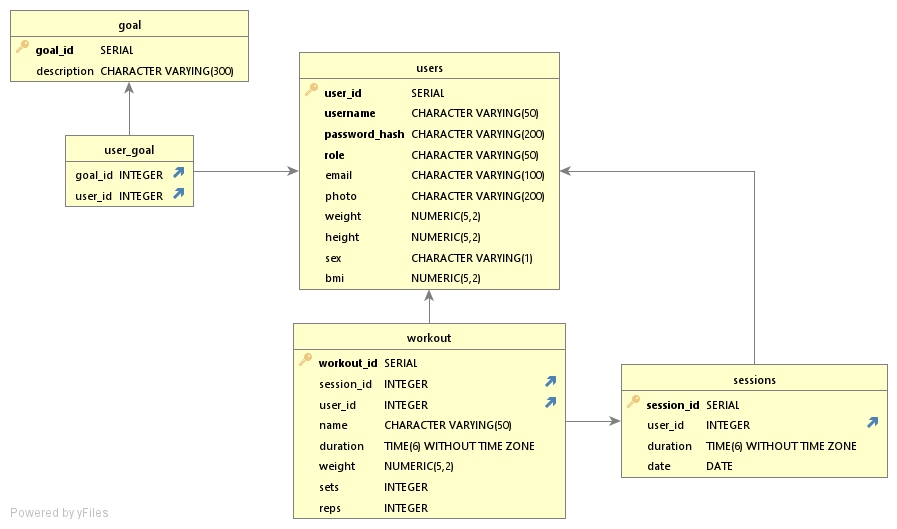 goal
goal_id SERIAL
description CHARACTER VARYING(300)
users
user_id SERIAL
username CHARACTER VARYING(50)
password_hash CHARACTER VARYING(200)
role CHARACTER VARYING(50)
email CHARACTER VARYING(100)
photo CHARACTER VARYING(200)
weight NUMERIC(5,2)
height NUMERIC(5,2)
sex CHARACTER VARYING(1)
bmi NUMERIC(5,2)
user_goal
goal_id INTEGER
user_id INTEGER
workout
workout_id SERIAL
session_id INTEGER
user_id INTEGER
name CHARACTER VARYING(50)
duration TIME(6) WITHOUT TIME ZONE
weight NUMERIC(5,2)
sets INTEGER
reps INTEGER
sessions
session_id SERIAL
user_id INTEGER
duration TIME(6) WITHOUT TIME ZONE
date DATE
Powered by yFiles